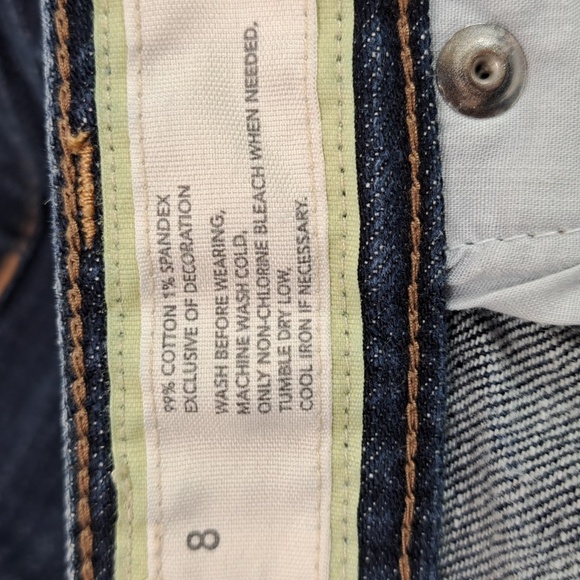 99% COTTON 1% SPANDEX
EXCLUSIVE OF DECORATION
WASH BEFORE WEARING,
MACHINE WASH COLD,
ONLY NON-CHLORINE BLEACH WHEN NEEDED,
TUMBLE DRY LOW,
COOL IRON IF NECESSARY.
8